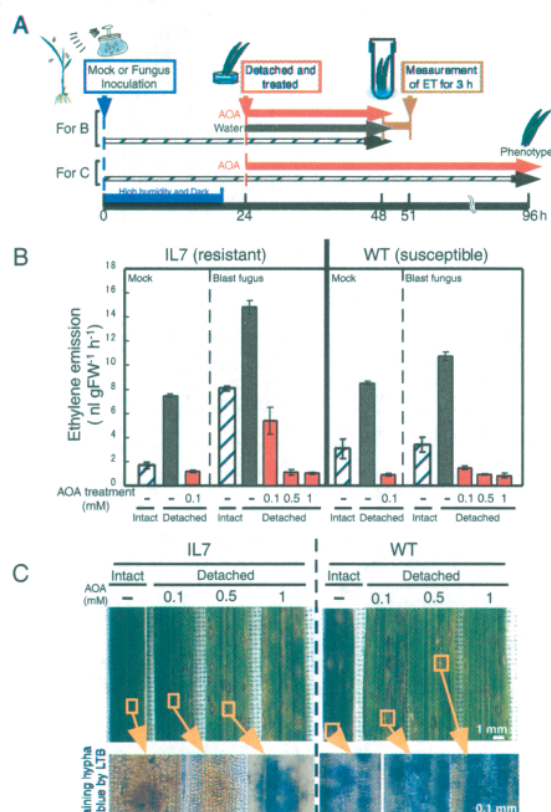 A
Mock or Fungus
Inoculation
Detached and
treated
Measurement
of ET for 3 h
For B
AOA
Water
Phenotype
For C
AOA
High humidity and Dark
0 24 48 51 96 h
B
IL7 (resistant) WT (susceptible)
Mock Blast fugus Mock Blast fungus
Ethylene emission
( nl gFW-1 h-1)
18
16
14
12
10
8
6
4
2
0
AOA treatment
(mM)
– – 0.1 – – 0.1 0.5 1 – – 0.1 – – 0.1 0.5 1
Intact Detached Intact Detached Intact Detached Intact Detached
C
IL7 WT
Intact Detached Intact Detached
AOA
(mM)
– 0.1 0.5 1 – 0.1 0.5 1
1 mm
aining hypha
blue by LTB
0.1 mm